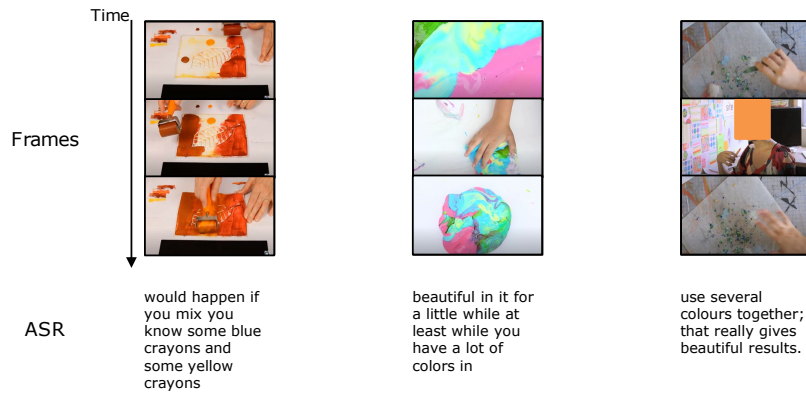 Time
Frames
ASR
would happen if
you mix you
know some blue
crayons and
some yellow
crayons
beautiful in it for
a little while at
least while you
have a lot of
colors in
use several
colours together;
that really gives
beautiful results.